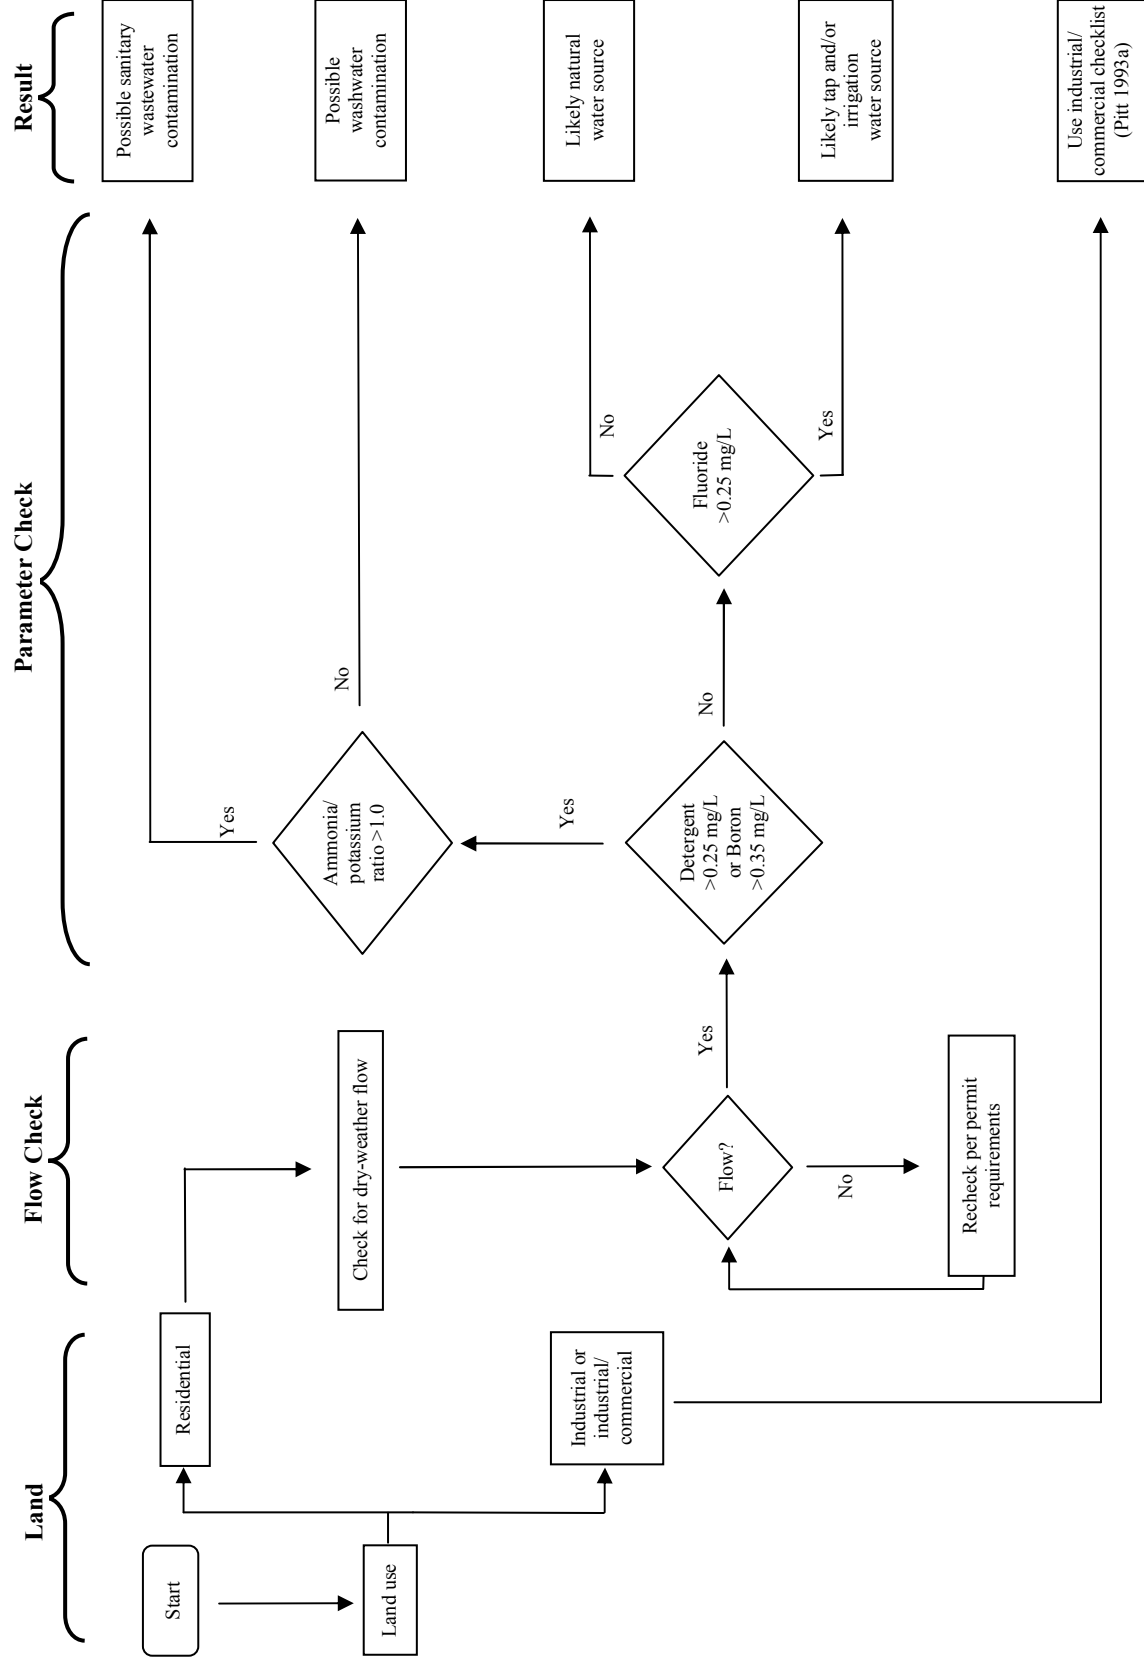 Land
Flow Check
Parameter Check
Result
Start
Land use
Residential
Industrial or
industrial/
commercial
Check for dry-weather flow
Flow?
Yes
No
Recheck per permit
requirements
Detergent
>0.25 mg/L
or Boron
>0.35 mg/L
Yes
No
Ammonia/
potassium
ratio >1.0
Yes
No
Fluoride
>0.25 mg/L
No
Yes
Possible sanitary
wastewater
contamination
Possible
washwater
contamination
Likely natural
water source
Likely tap and/or
irrigation
water source
Use industrial/
commercial checklist
(Pitt 1993a)